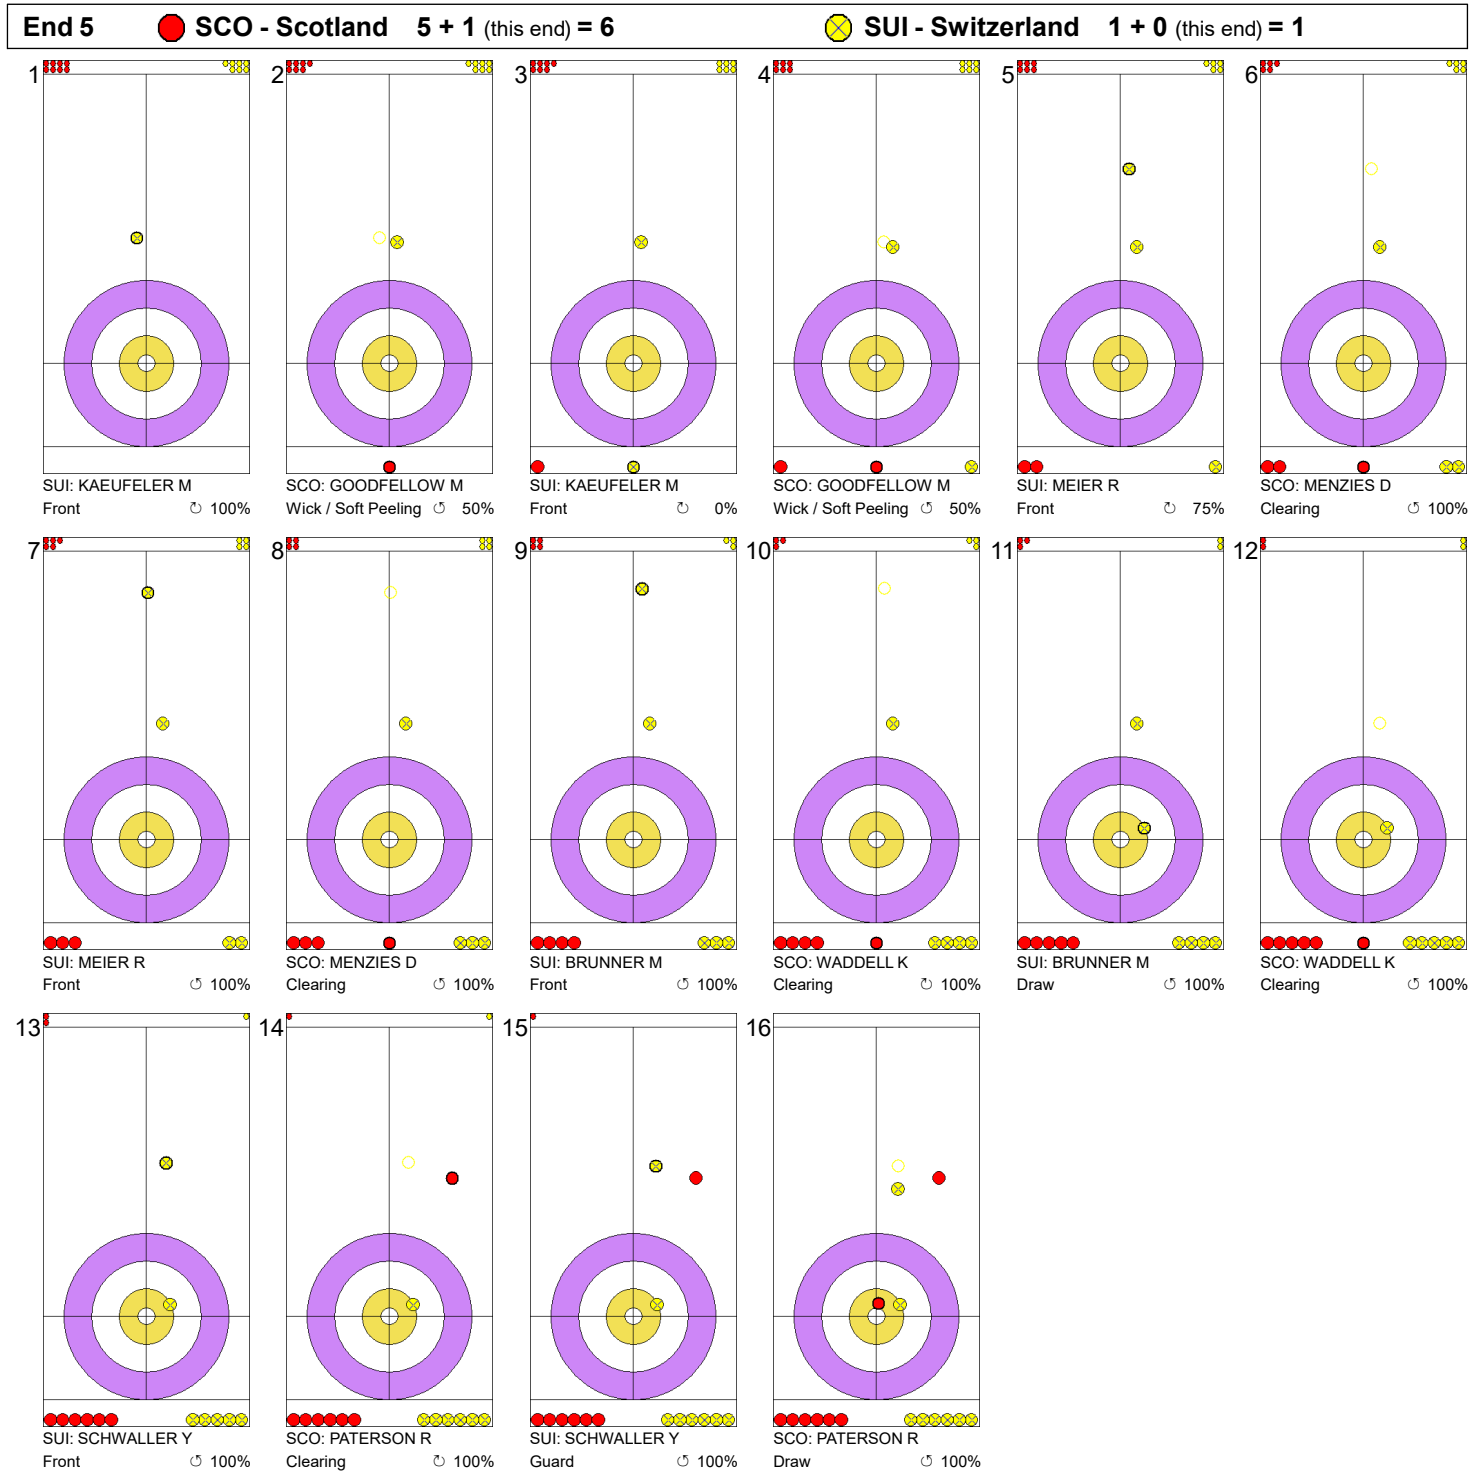 End 5 SCO - Scotland 5 + 1 (this end) = 6 SUI - Switzerland 1 + 0 (this end) = 1
1 2 3 4 5 6
SUI: KAEUFELER M SCO: GOODFELLOW M SUI: KAEUFELER M SCO: GOODFELLOW M SUI: MEIER R SCO: MENZIES D
Front ↻ 100% Wick / Soft Peeling ↺ 50% Front ↻ 0% Wick / Soft Peeling ↺ 50% Front ↻ 75% Clearing ↺ 100%
7 8 9 10 11 12
SUI: MEIER R SCO: MENZIES D SUI: BRUNNER M SCO: WADDELL K SUI: BRUNNER M SCO: WADDELL K
Front ↺ 100% Clearing ↺ 100% Front ↺ 100% Clearing ↻ 100% Draw ↺ 100% Clearing ↺ 100%
13 14 15 16
SUI: SCHWALLER Y SCO: PATERSON R SUI: SCHWALLER Y SCO: PATERSON R
Front ↺ 100% Clearing ↻ 100% Guard ↺ 100% Draw ↺ 100%